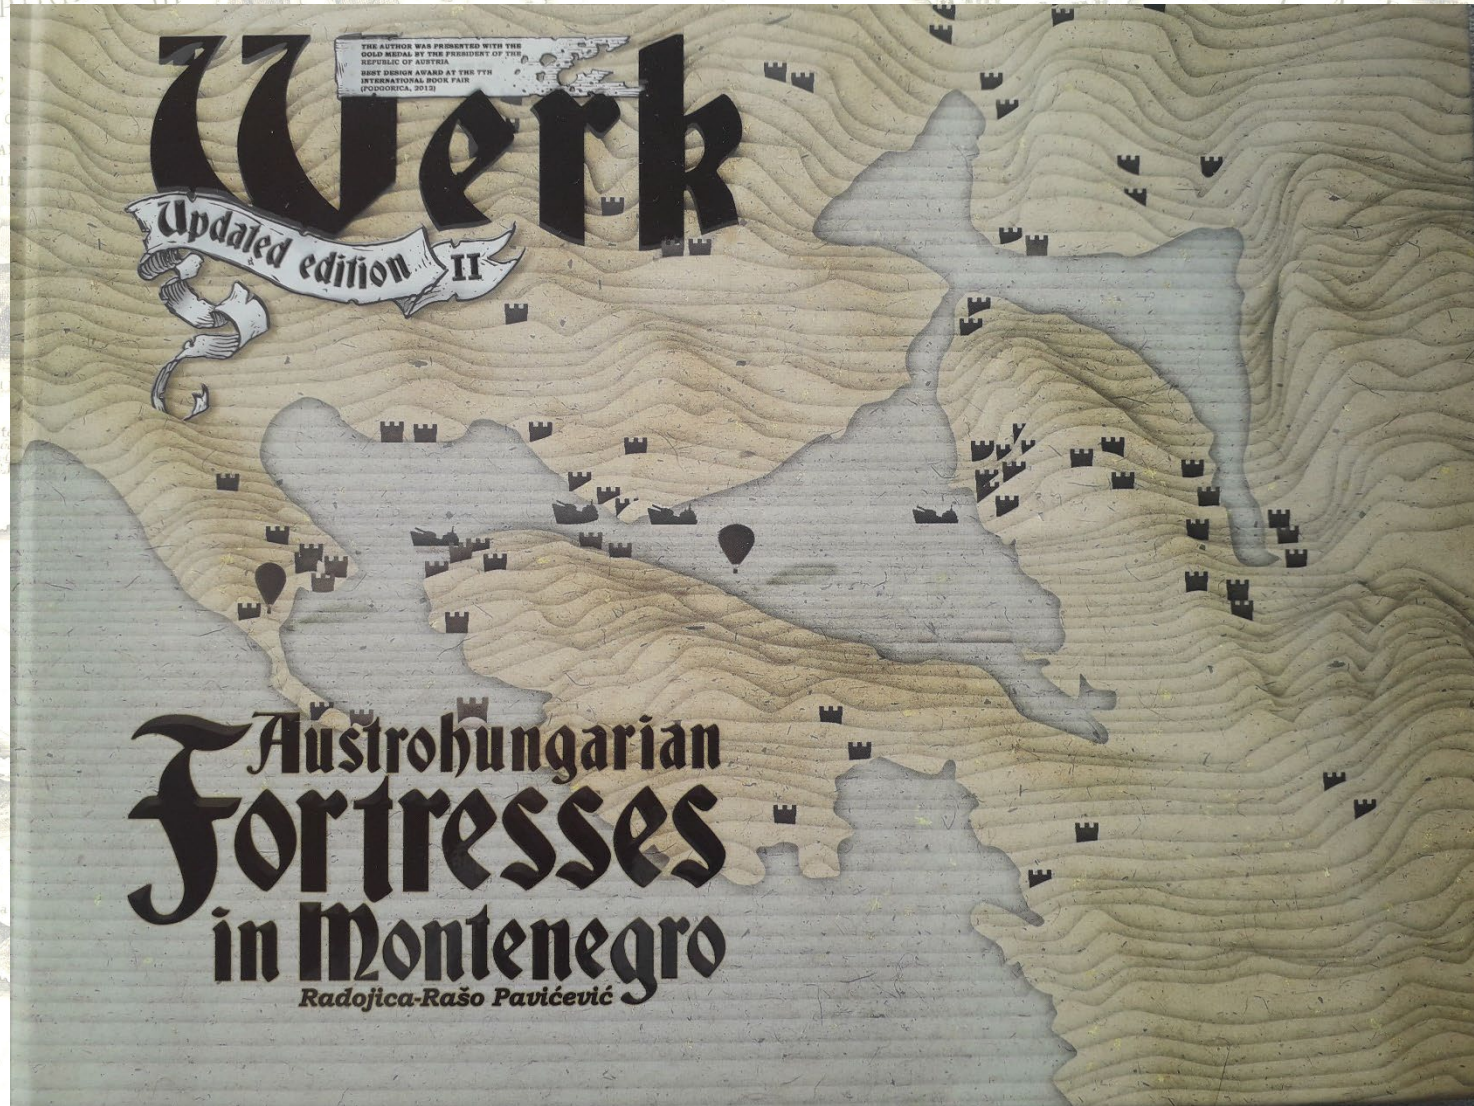 THE AUTHOR WAS PRESENTED WITH THE
GOLD MEDAL BY THE PRESIDENT OF THE
REPUBLIC OF AUSTRIA
BEST DESIGN AWARD AT THE 7TH
INTERNATIONAL BOOK FAIR
(PODGORICA, 2012)
Werk
Updated edition II
Austrohungarian
Fortresses
in Montenegro
Radojica-Rašo Pavićević